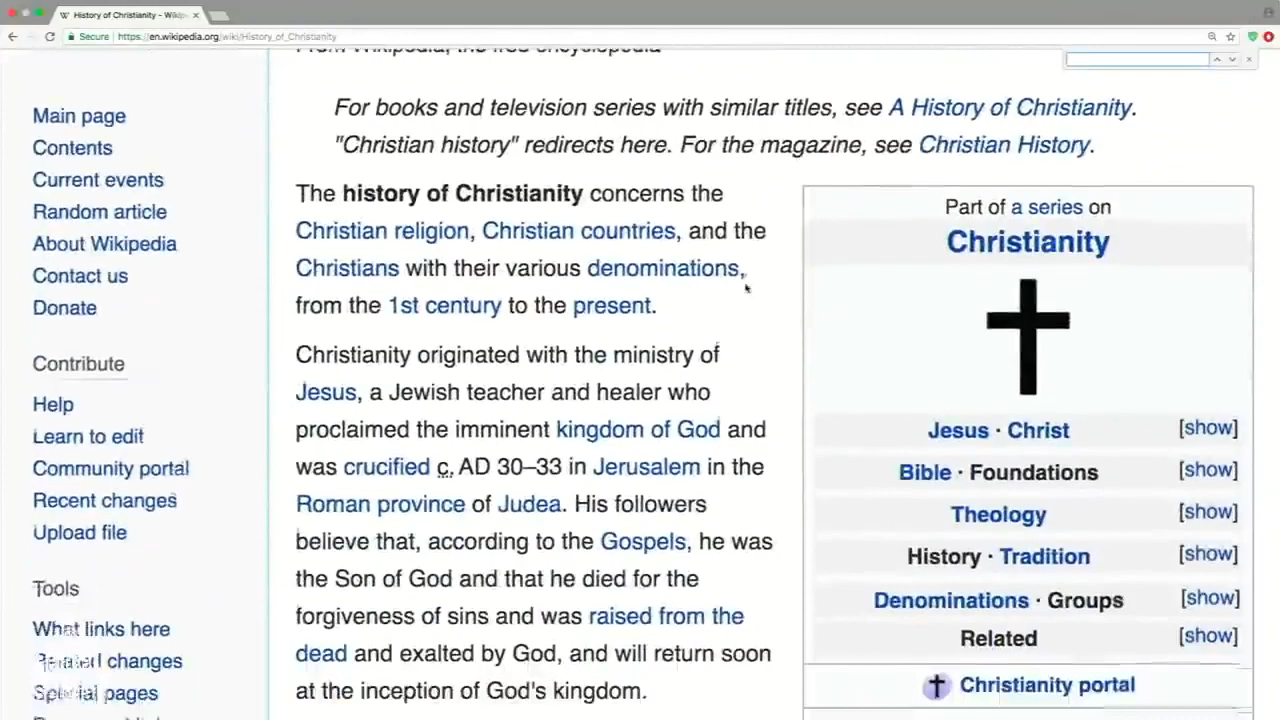 History of Christianity - Wikip
Secure
https://en.wikipedia.org/wiki/History_of_Christianity
From Wikipedia, the free encyclopedia
For books and television series with similar titles, see A History of Christianity.
"Christian history" redirects here. For the magazine, see Christian History.
Main page
Contents
Current events
Random article
About Wikipedia
Contact us
Donate
Contribute
Help
Learn to edit
Community portal
Recent changes
Upload file
Tools
What links here
Related changes
Special pages
The history of Christianity concerns the
Christian religion, Christian countries, and the
Christians with their various denominations,
from the 1st century to the present.
Christianity originated with the ministry of
Jesus, a Jewish teacher and healer who
proclaimed the imminent kingdom of God and
was crucified c. AD 30–33 in Jerusalem in the
Roman province of Judea. His followers
believe that, according to the Gospels, he was
the Son of God and that he died for the
forgiveness of sins and was raised from the
dead and exalted by God, and will return soon
at the inception of God's kingdom.
Part of a series on
Christianity
Jesus · Christ [show]
Bible · Foundations [show]
Theology [show]
History · Tradition [show]
Denominations · Groups [show]
Related [show]
Christianity portal